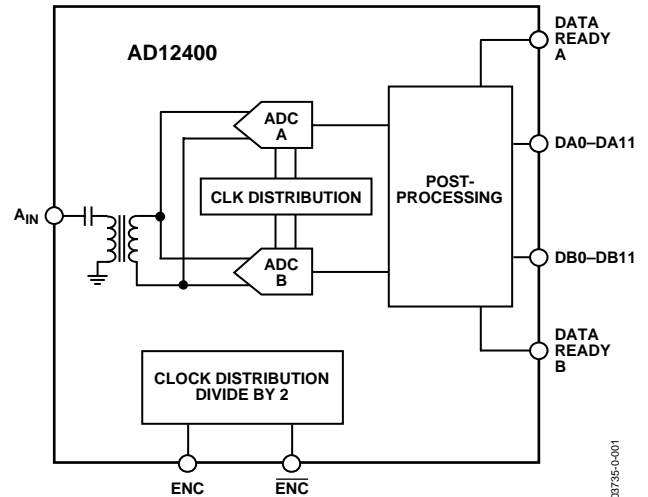 AD12400
DATA
READY
A
ADC
A
DA0–DA11
POST-
PROCESSING
CLK DISTRIBUTION
AIN
ADC
B
DB0–DB11
DATA
READY
B
CLOCK DISTRIBUTION
DIVIDE BY 2
ENC
ENC
03735-0-001